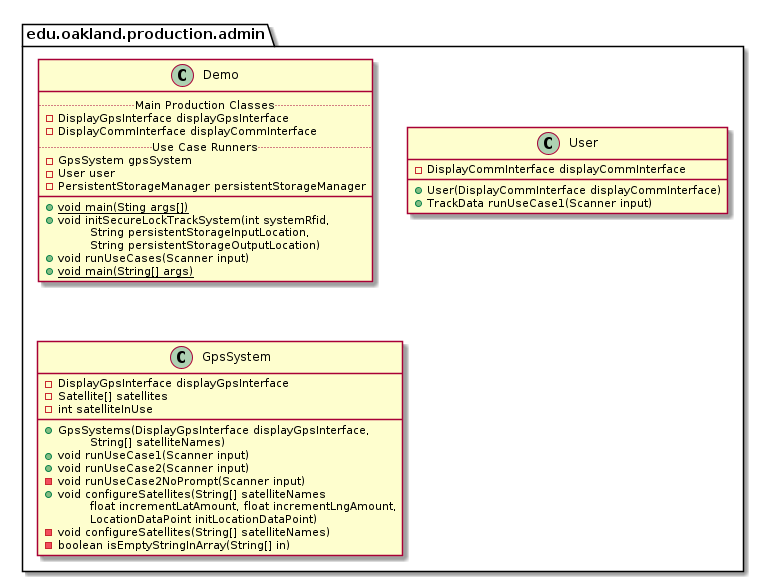 edu.oakland.production.admin
C Demo
Main Production Classes
DisplayGpsInterface displayGpsInterface
DisplayCommInterface displayCommInterface
Use Case Runners
GpsSystem gpsSystem
User user
PersistentStorageManager persistentStorageManager
void main(Sting args[])
void initSecureLockTrackSystem(int systemRfid,
String persistentStorageInputLocation,
String persistentStorageOutputLocation)
void runUseCases(Scanner input)
void main(String[] args)
C User
DisplayCommInterface displayCommInterface
User(DisplayCommInterface displayCommInterface)
TrackData runUseCase1(Scanner input)
C GpsSystem
DisplayGpsInterface displayGpsInterface
Satellite[] satellites
int satelliteInUse
GpsSystems(DisplayGpsInterface displayGpsInterface,
String[] satelliteNames)
void runUseCase1(Scanner input)
void runUseCase2(Scanner input)
void runUseCase2NoPrompt(Scanner input)
void configureSatellites(String[] satelliteNames
float incrementLatAmount, float incrementLngAmount,
LocationDataPoint initLocationDataPoint)
void configureSatellites(String[] satelliteNames)
boolean isEmptyStringInArray(String[] in)